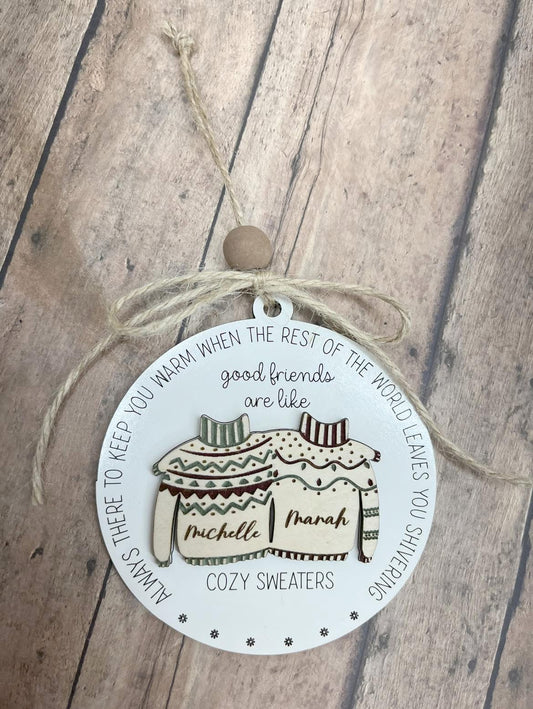 good friends
are like
Michelle
Marah
COZY SWEATERS
ALWAYS THERE TO KEEP YOU WARM WHEN THE REST OF THE WORLD LEAVES YOU SHIVERING